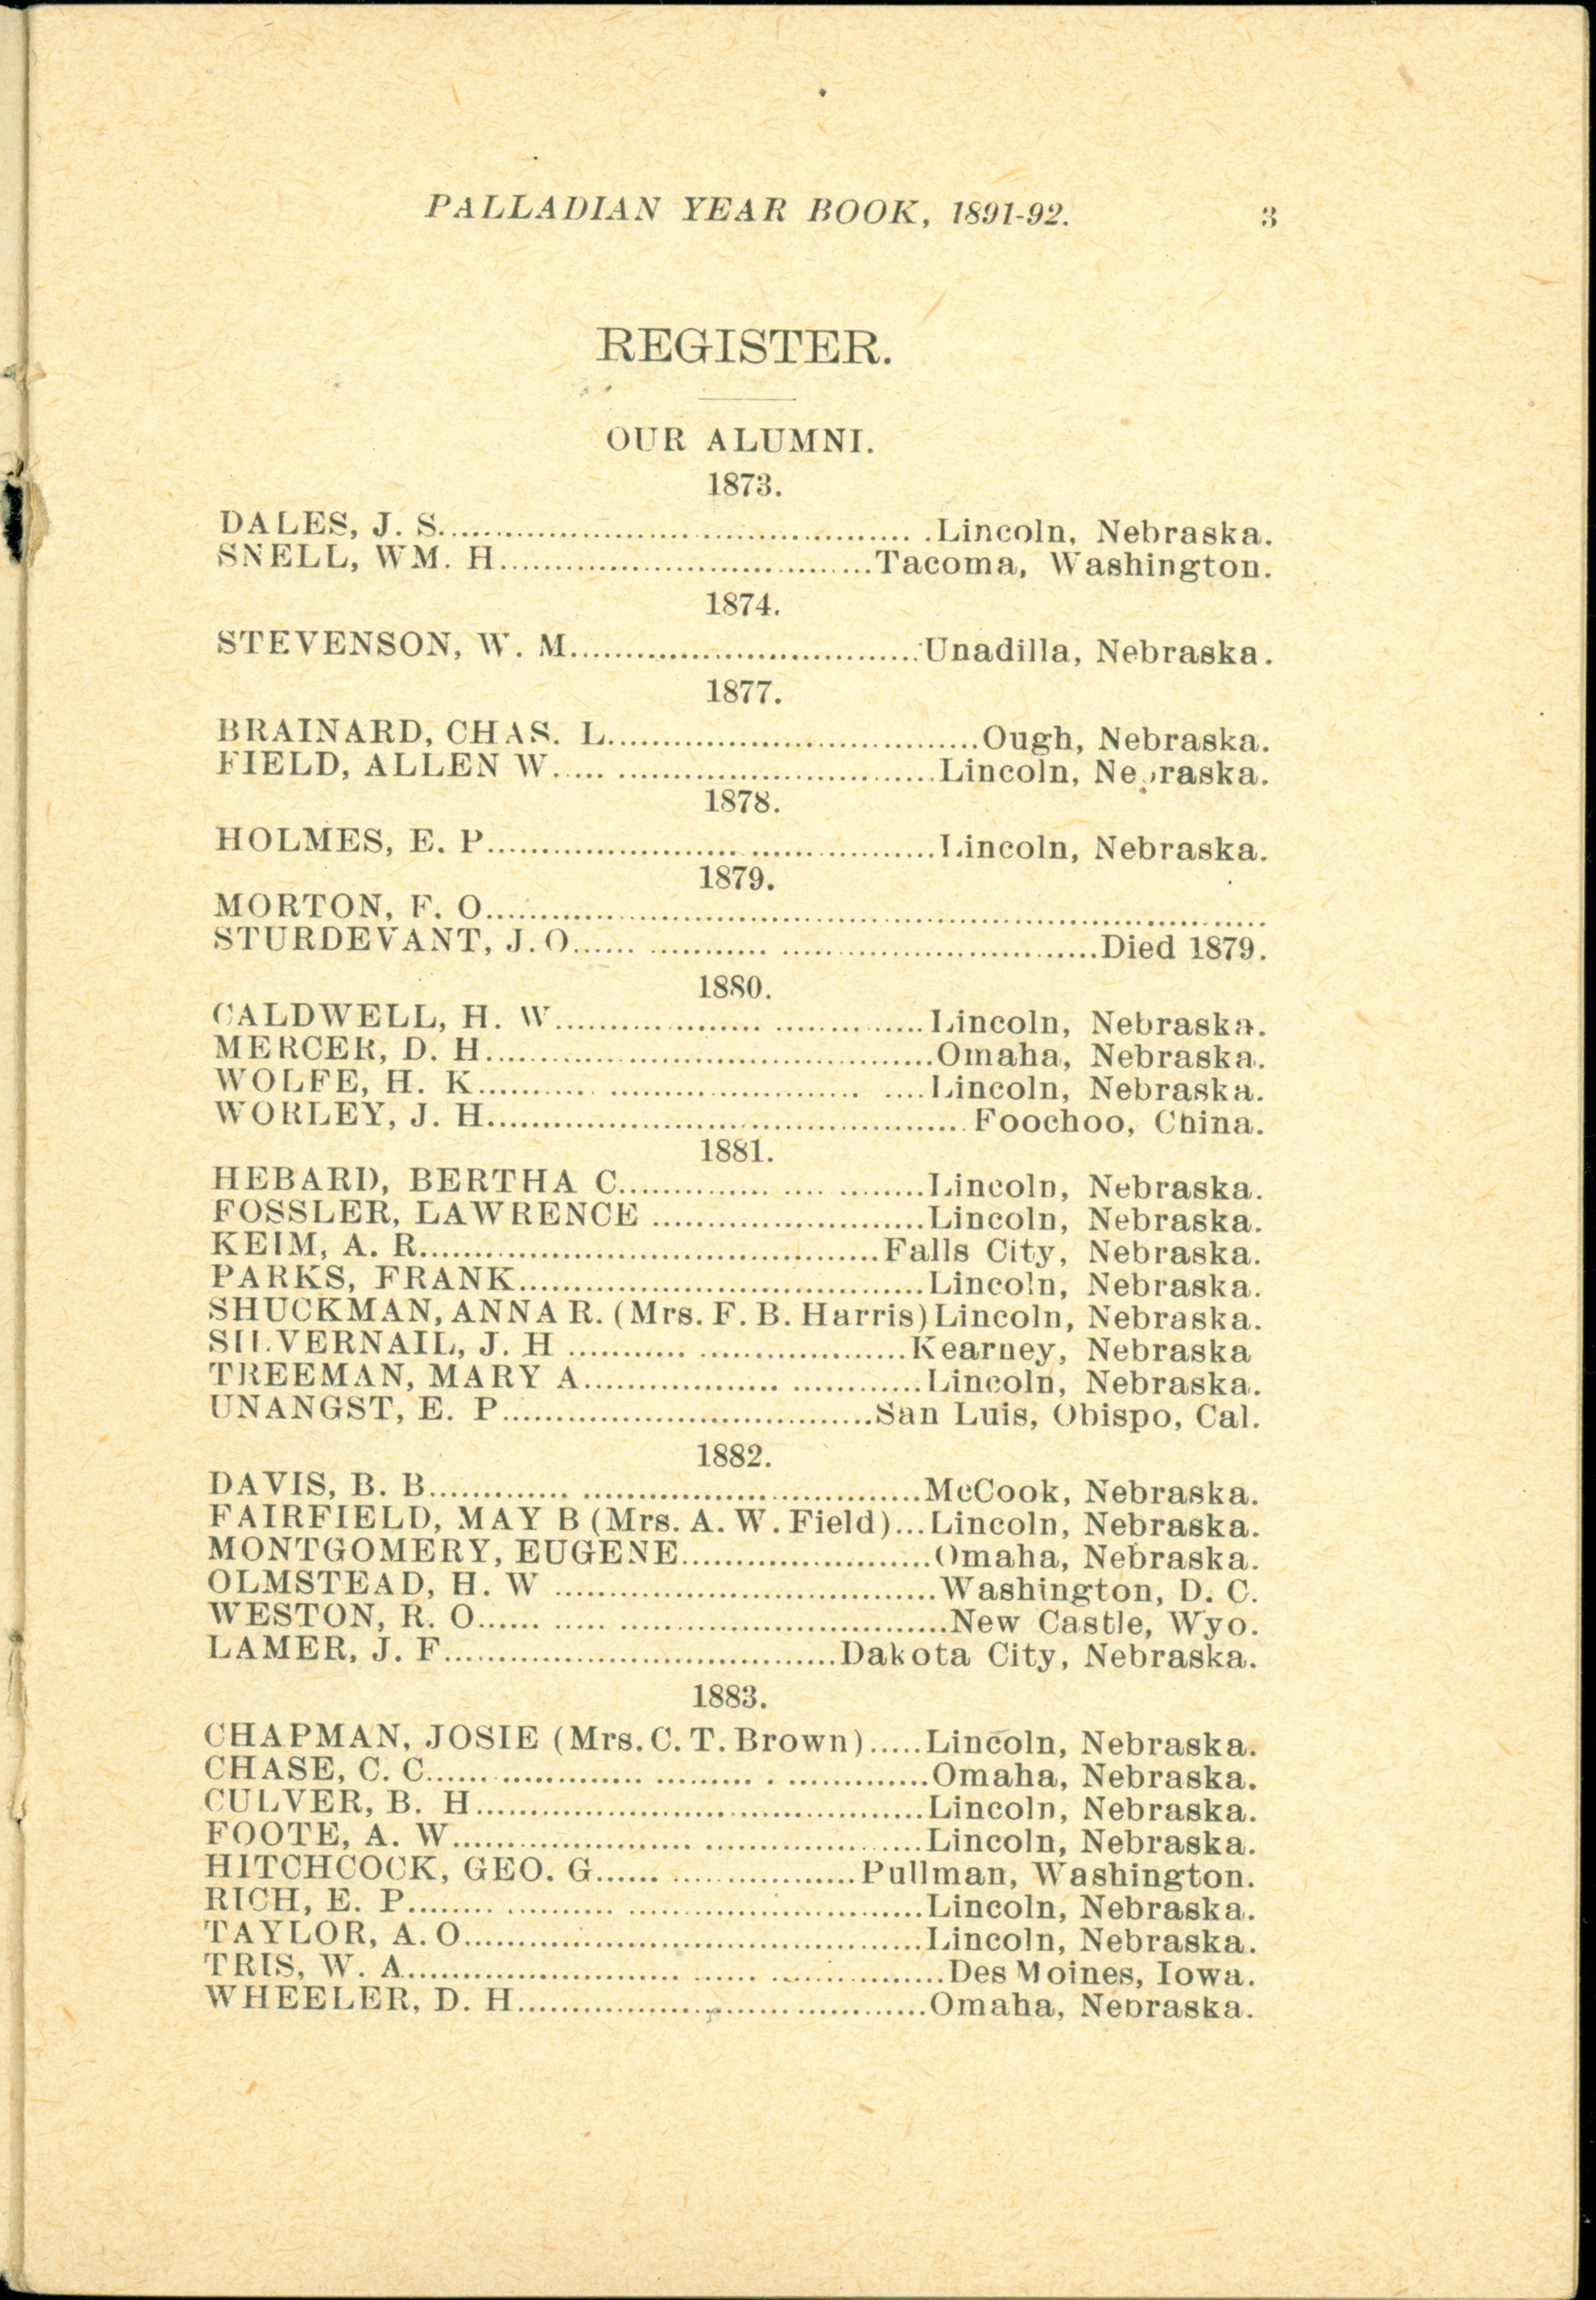 PALLADIAN YEAR BOOK, 1891-92. 3
REGISTER.
OUR ALUMNI.
1873.
DALES, J. S. Lincoln, Nebraska.
SNELL, WM. H. Tacoma, Washington.
1874.
STEVENSON, W. M. Unadilla, Nebraska.
1877.
BRAINARD, CHAS. L. Ough, Nebraska.
FIELD, ALLEN W. Lincoln, Nebraska.
1878.
HOLMES, E. P. Lincoln, Nebraska.
1879.
MORTON, F. O.
STURDEVANT, J. O. Died 1879.
1880.
CALDWELL, H. W. Lincoln, Nebraska.
MERCER, D. H. Omaha, Nebraska.
WOLFE, H. K. Lincoln, Nebraska.
WORLEY, J. H. Foochoo, China.
1881.
HEBARD, BERTHA C. Lincoln, Nebraska.
FOSSLER, LAWRENCE Lincoln, Nebraska.
KEIM, A. R. Falls City, Nebraska.
PARKS, FRANK Lincoln, Nebraska.
SHUCKMAN, ANNA R. (Mrs. F. B. Harris) Lincoln, Nebraska.
SILVERNAIL, J. H Kearney, Nebraska
TREEMAN, MARY A. Lincoln, Nebraska.
UNANGST, E. P. San Luis, Obispo, Cal.
1882.
DAVIS, B. B. McCook, Nebraska.
FAIRFIELD, MAY B (Mrs. A. W. Field)...Lincoln, Nebraska.
MONTGOMERY, EUGENE Omaha, Nebraska.
OLMSTEAD, H. W Washington, D. C.
WESTON, R. O. New Castle, Wyo.
LAMER, J. F. Dakota City, Nebraska.
1883.
CHAPMAN, JOSIE (Mrs. C. T. Brown) Lincoln, Nebraska.
CHASE, C. C. Omaha, Nebraska.
CULVER, B. H. Lincoln, Nebraska.
FOOTE, A. W. Lincoln, Nebraska.
HITCHCOCK, GEO. G. Pullman, Washington.
RICH, E. P. Lincoln, Nebraska.
TAYLOR, A. O. Lincoln, Nebraska.
TRIS, W. A. Des Moines, Iowa.
WHEELER, D. H. Omaha, Nebraska.